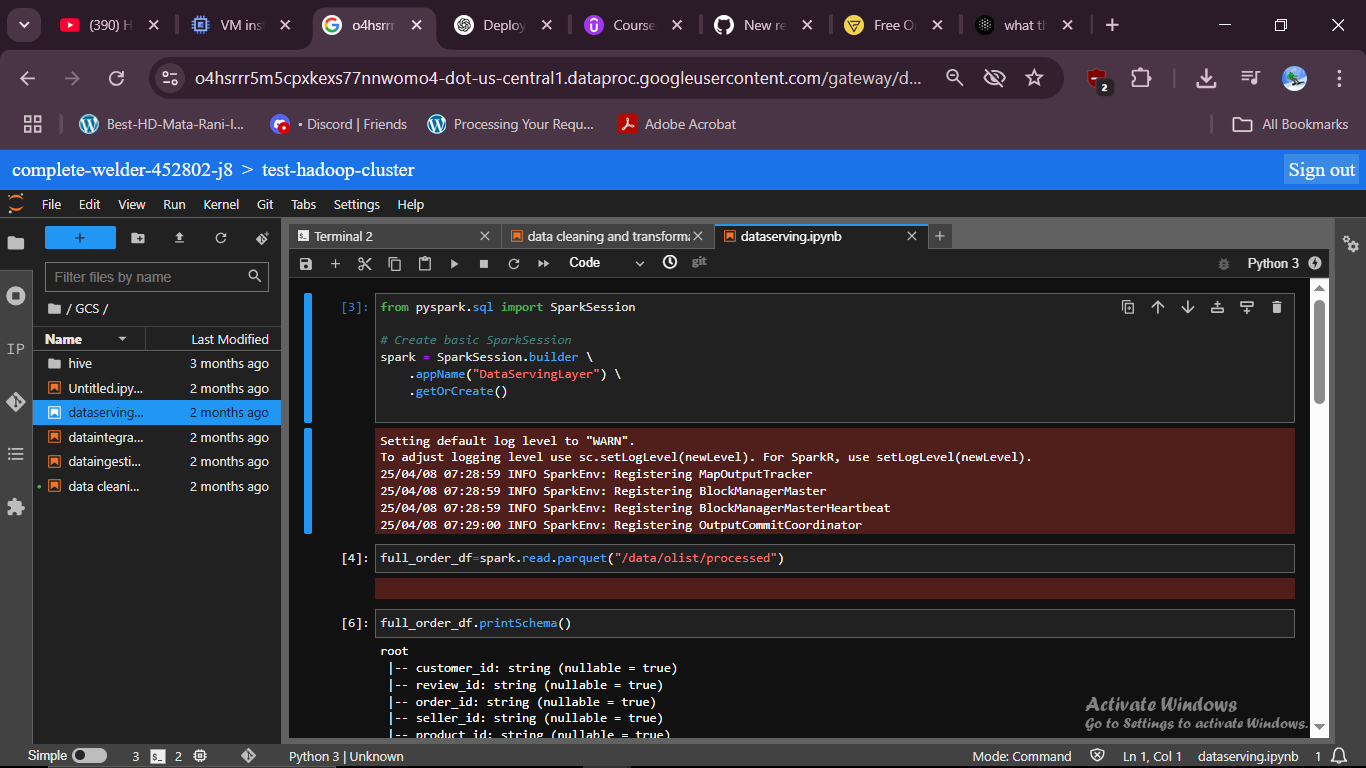 (390) H
VM ins
o4hsrrr
Deploy
Course
New re
Free O
what th
o4hsrrr5m5cpxkexs77nnwomo4-dot-us-central1.dataproc.googleusercontent.com/gateway/d...
2
Best-HD-Mata-Rani-I...
• Discord | Friends
Processing Your Requ...
Adobe Acrobat
All Bookmarks
complete-welder-452802-j8 > test-hadoop-cluster
Sign out
File Edit View Run Kernel Git Tabs Settings Help
Terminal 2
data cleaning and transforma
dataserving.ipynb
Filter files by name
Code
git
Python 3
/ GCS /
Name Last Modified
IP
hive 3 months ago
Untitled.ipy... 2 months ago
dataserving... 2 months ago
dataintegra... 2 months ago
dataingesti... 2 months ago
data cleani... 2 months ago
[3]: from pyspark.sql import SparkSession
# Create basic SparkSession
spark = SparkSession.builder \
.appName("DataServingLayer") \
.getOrCreate()
Setting default log level to "WARN".
To adjust logging level use sc.setLogLevel(newLevel). For SparkR, use setLogLevel(newLevel).
25/04/08 07:28:59 INFO SparkEnv: Registering MapOutputTracker
25/04/08 07:28:59 INFO SparkEnv: Registering BlockManagerMaster
25/04/08 07:28:59 INFO SparkEnv: Registering BlockManagerMasterHeartbeat
25/04/08 07:29:00 INFO SparkEnv: Registering OutputCommitCoordinator
[4]: full_order_df=spark.read.parquet("/data/olist/processed")
[6]: full_order_df.printSchema()
root
|-- customer_id: string (nullable = true)
|-- review_id: string (nullable = true)
|-- order_id: string (nullable = true)
|-- seller_id: string (nullable = true)
|-- product_id: string (nullable = true)
Activate Windows
Go to Settings to activate Windows.
Simple 3 2 Python 3 | Unknown Mode: Command Ln 1, Col 1 dataserving.ipynb 1